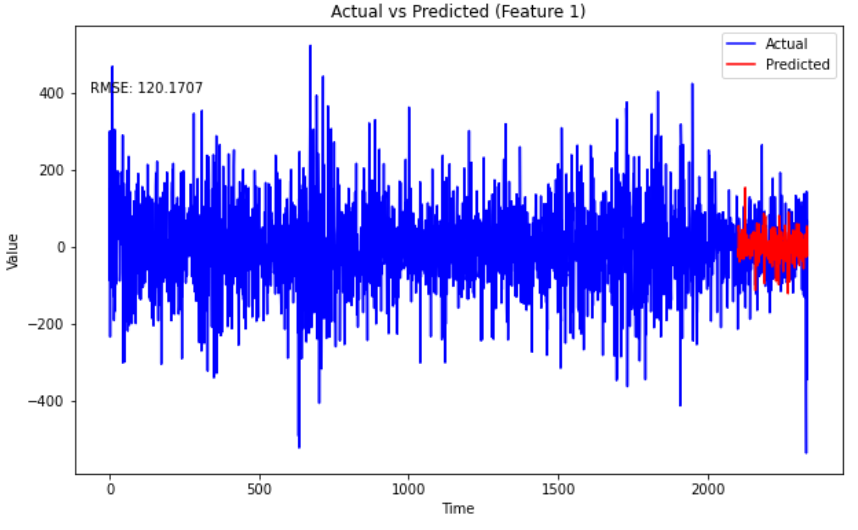 Actual vs Predicted (Feature 1)
Actual
Predicted
RMSE: 120.1707
400
200
0
−200
−400
Value
0 500 1000 1500 2000
Time